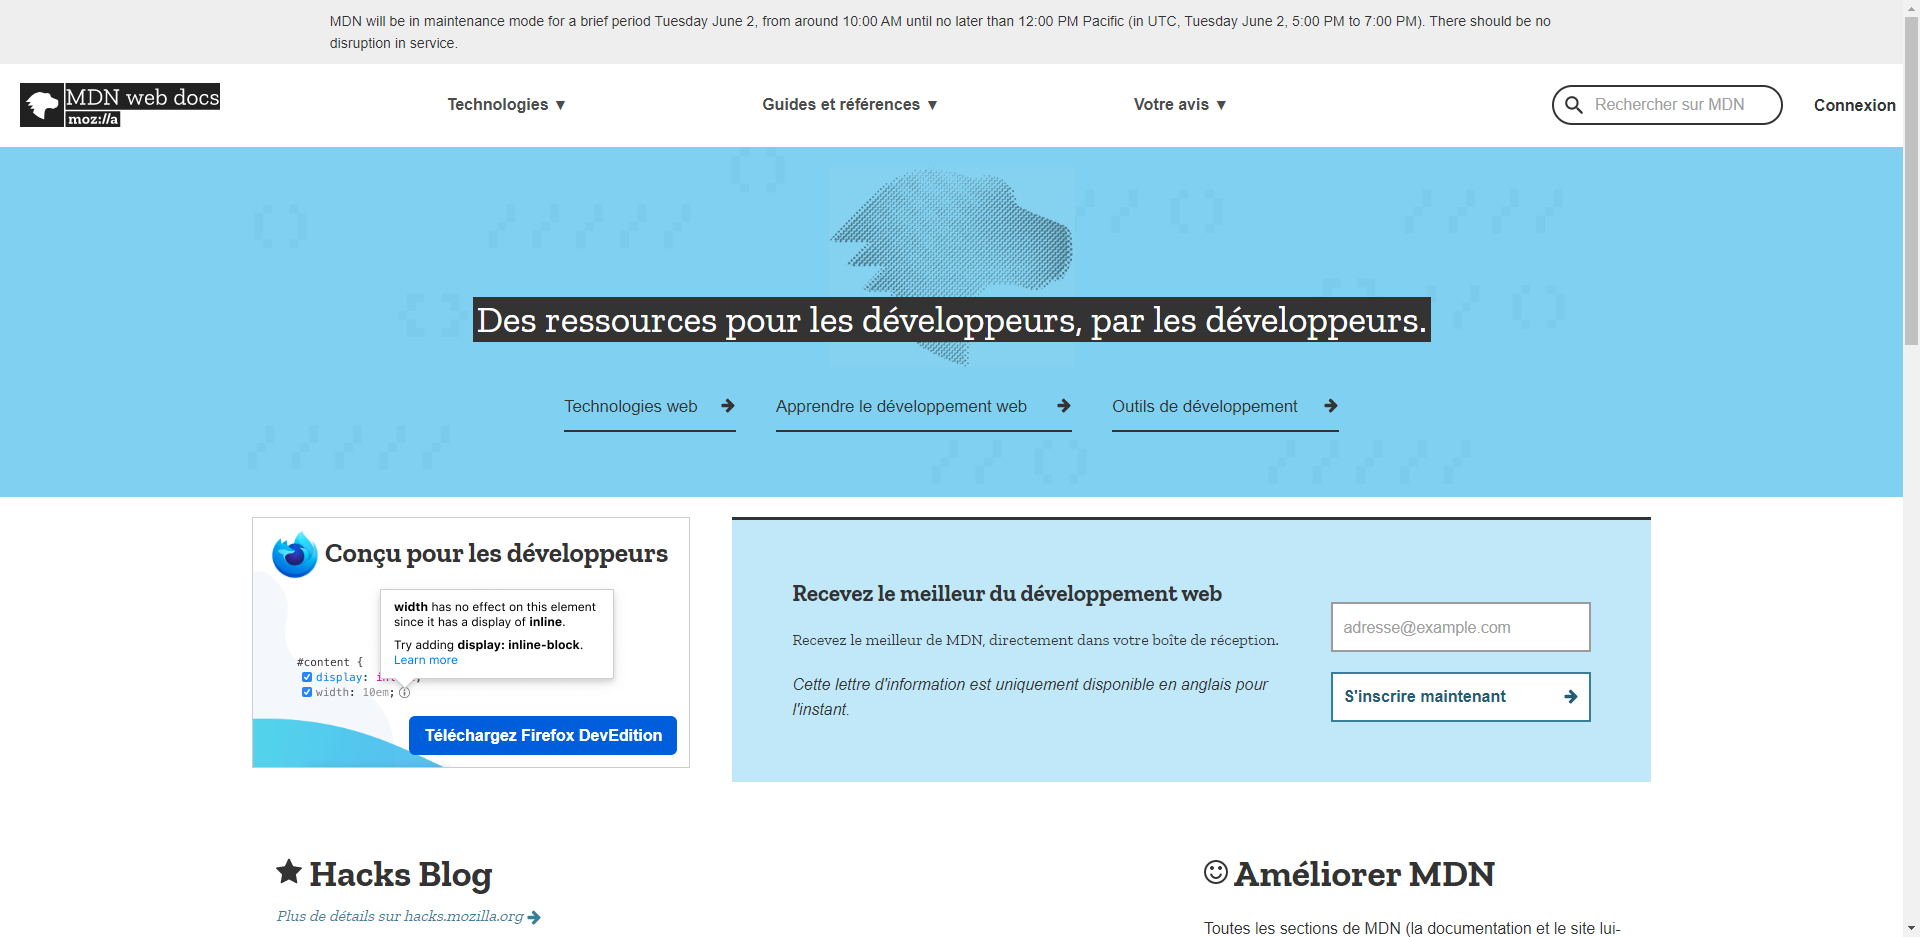 MDN will be in maintenance mode for a brief period Tuesday June 2, from around 10:00 AM until no later than 12:00 PM Pacific (in UTC, Tuesday June 2, 5:00 PM to 7:00 PM). There should be no
disruption in service.
MDN web docs
moz://a
Technologies ▼
Guides et références ▼
Votre avis ▼
Rechercher sur MDN
Connexion
Des ressources pour les développeurs, par les développeurs.
Technologies web
Apprendre le développement web
Outils de développement
Conçu pour les développeurs
width has no effect on this element
since it has a display of inline.
Try adding display: inline-block.
Learn more
#content {
display:
width: 10em;
Téléchargez Firefox DevEdition
Recevez le meilleur du développement web
Recevez le meilleur de MDN, directement dans votre boîte de réception.
Cette lettre d'information est uniquement disponible en anglais pour
l'instant.
adresse@example.com
S'inscrire maintenant
Hacks Blog
Plus de détails sur hacks.mozilla.org
Améliorer MDN
Toutes les sections de MDN (la documentation et le site lui-